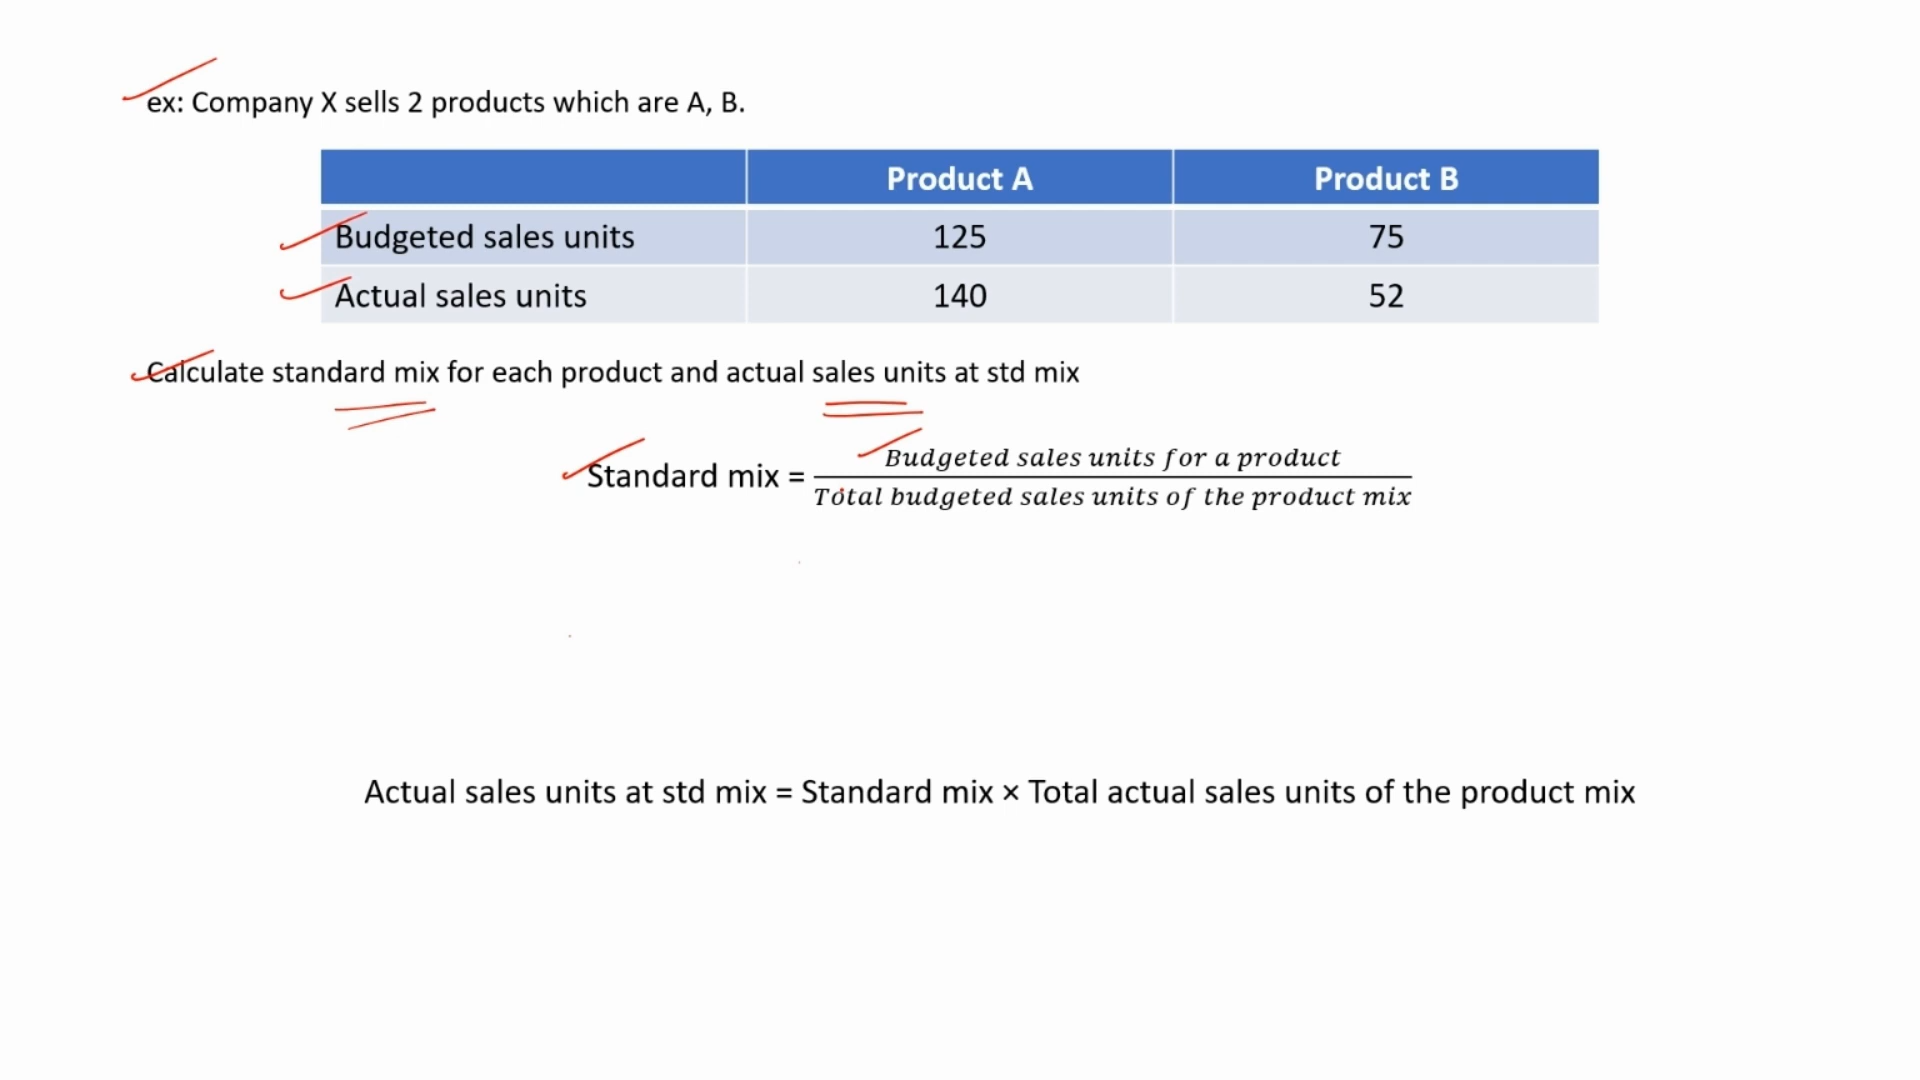 ex: Company X sells 2 products which are A, B.
Product A Product B
Budgeted sales units 125 75
Actual sales units 140 52
Calculate standard mix for each product and actual sales units at std mix
Standard mix = Budgeted sales units for a product
Total budgeted sales units of the product mix
Actual sales units at std mix = Standard mix × Total actual sales units of the product mix